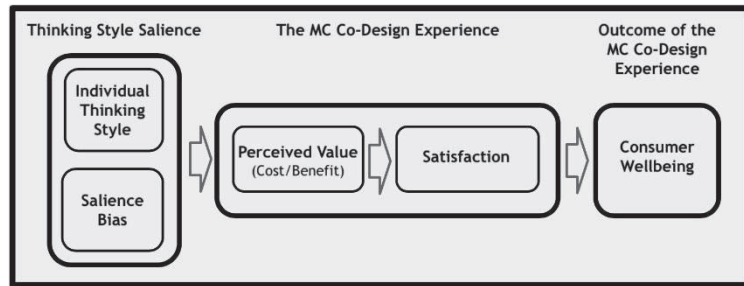 Thinking Style Salience
The MC Co-Design Experience
Outcome of the
MC Co-Design
Experience
Individual
Thinking
Style
Salience
Bias
Perceived Value
(Cost/Benefit)
Satisfaction
Consumer
Wellbeing